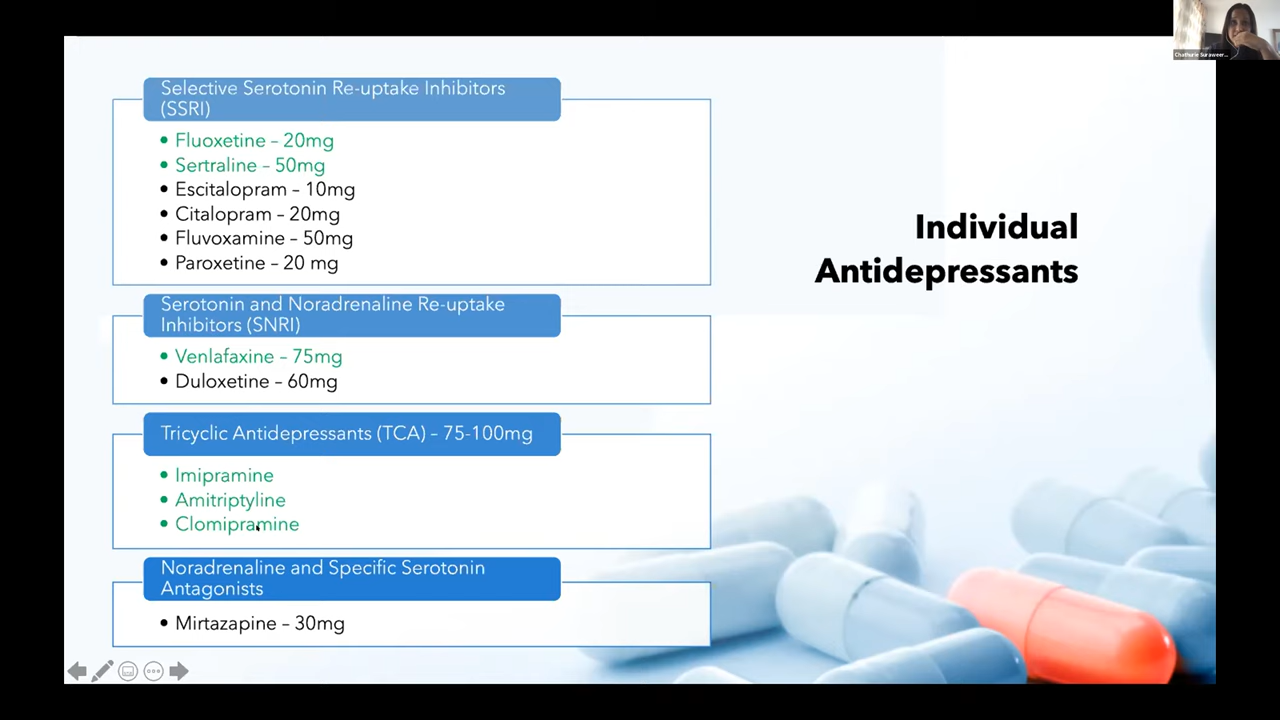 Chathurie Suraweer...
Selective Serotonin Re-uptake Inhibitors
(SSRI)
• Fluoxetine – 20mg
• Sertraline – 50mg
• Escitalopram – 10mg
• Citalopram – 20mg
• Fluvoxamine – 50mg
• Paroxetine – 20 mg
Serotonin and Noradrenaline Re-uptake
Inhibitors (SNRI)
• Venlafaxine – 75mg
• Duloxetine – 60mg
Tricyclic Antidepressants (TCA) – 75-100mg
• Imipramine
• Amitriptyline
• Clomipramine
Noradrenaline and Specific Serotonin
Antagonists
• Mirtazapine – 30mg
Individual
Antidepressants